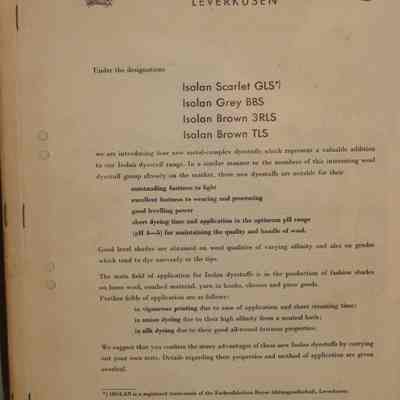 LEVERKUSEN
Under the designations
Isolan Scarlet GLS*)
Isolan Grey BBS
Isolan Brown 3RLS
Isolan Brown TLS
we are introducing four new metal-complex dyestuffs which represent a valuable addition
to our Isolan dyestuff range. In a similar manner to the members of this interesting wool
dyestuff group already on the market, these new dyestuffs are notable for their
outstanding fastness to light
excellent fastness to wearing and processing
good levelling power
short dyeing time and application in the optimum pH range
(pH 4—5) for maintaining the quality and handle of wool.
Good level shades are obtained on wool qualities of varying affinity and also on grades
which tend to dye unevenly at the tips.
The main field of application for Isolan dyestuffs is in the production of fashion shades
on loose wool, combed material, yarn in hanks, cheeses and piece goods.
Further fields of application are as follows:
in vigoureux printing due to ease of application and short steaming time;
in union dyeing due to their high affinity from a neutral bath;
in silk dyeing due to their good all-round fastness properties.
We suggest that you confirm the many advantages of these new Isolan dyestuffs by carrying
out your own tests. Details regarding their properties and method of application are given
overleaf.
*) ISOLAN is a registered trademark of the Farbenfabriken Bayer Aktiengesellschaft, Leverkusen.